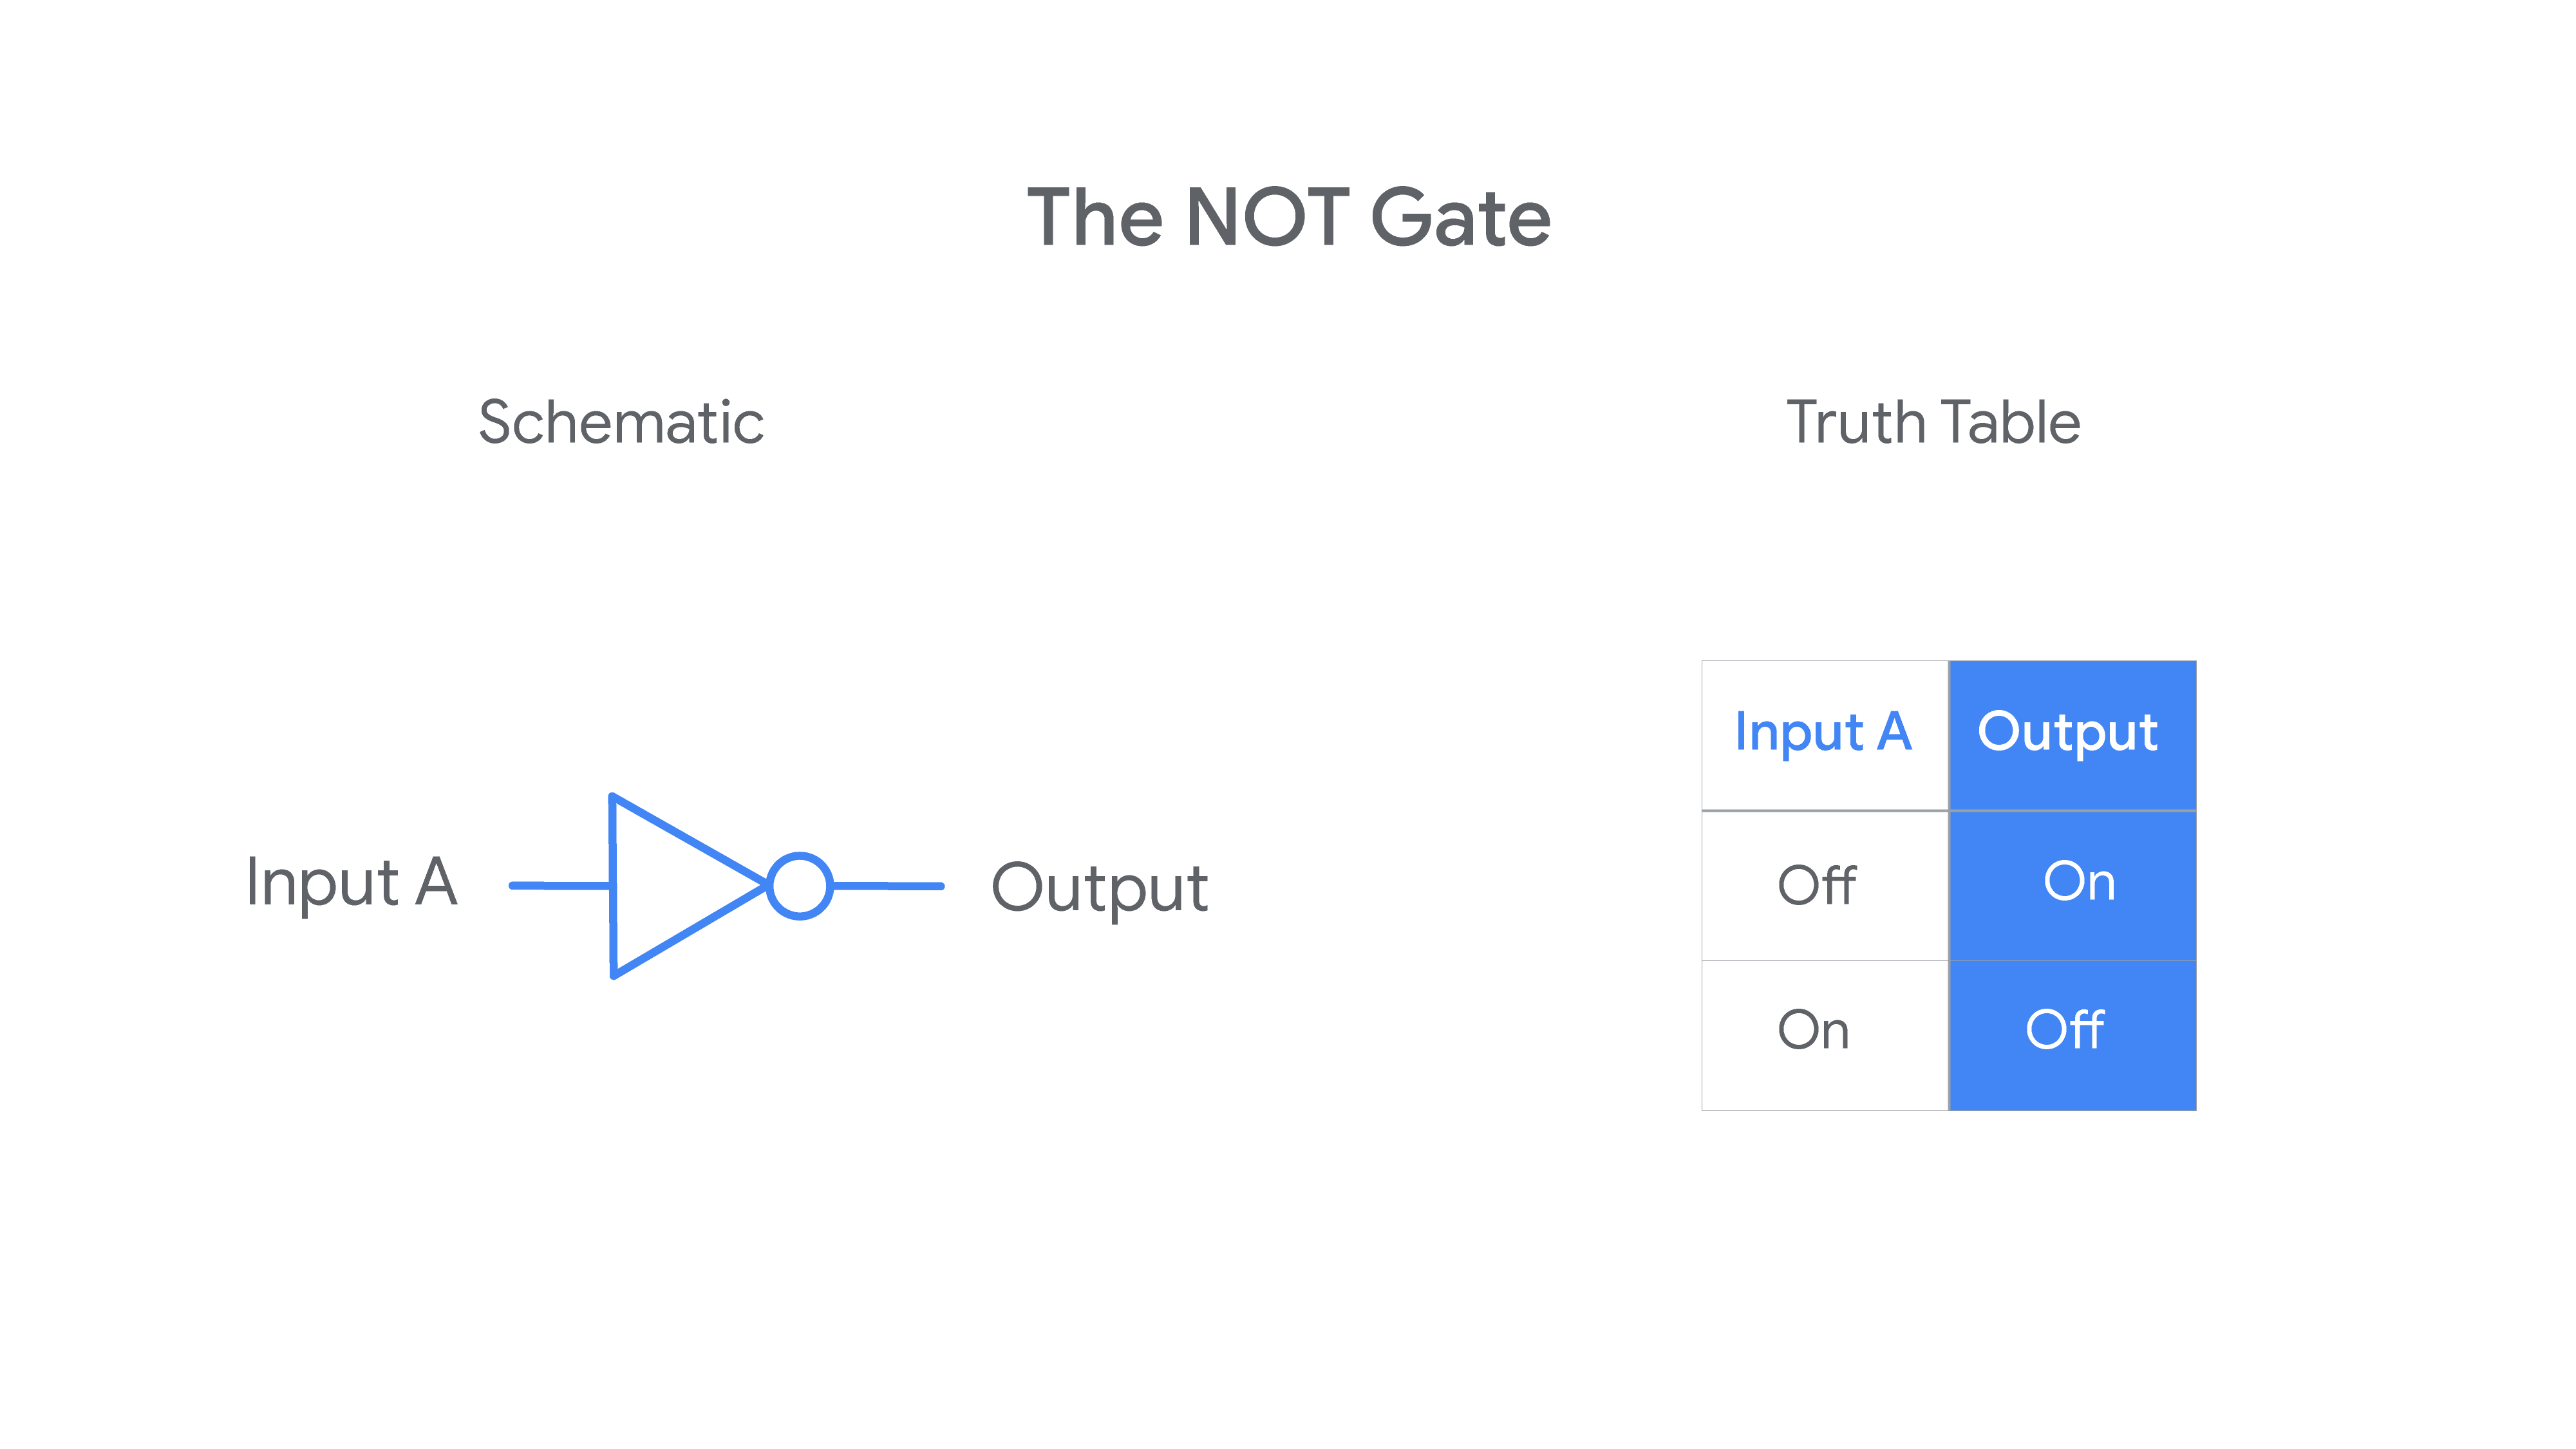 The NOT Gate
Schematic
Truth Table
Input A
Output
Input A Output
Off On
On Off